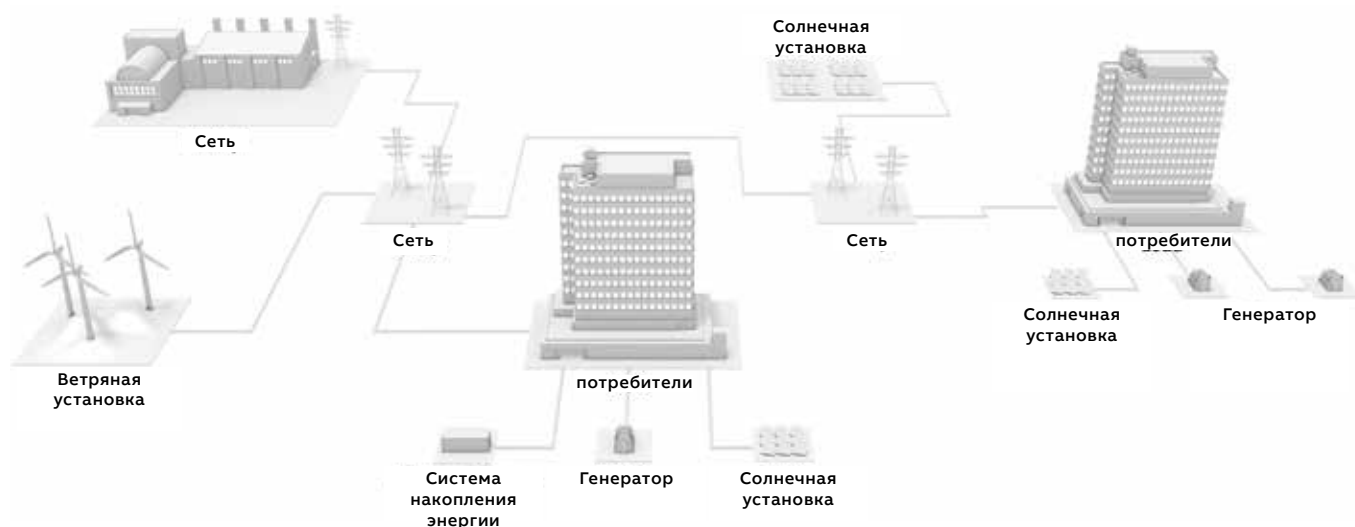 Солнечная
установка
Сеть
Сеть
Сеть
потребители
Солнечная
установка
Генератор
Ветряная
установка
потребители
Система
накопления
энергии
Генератор
Солнечная
установка